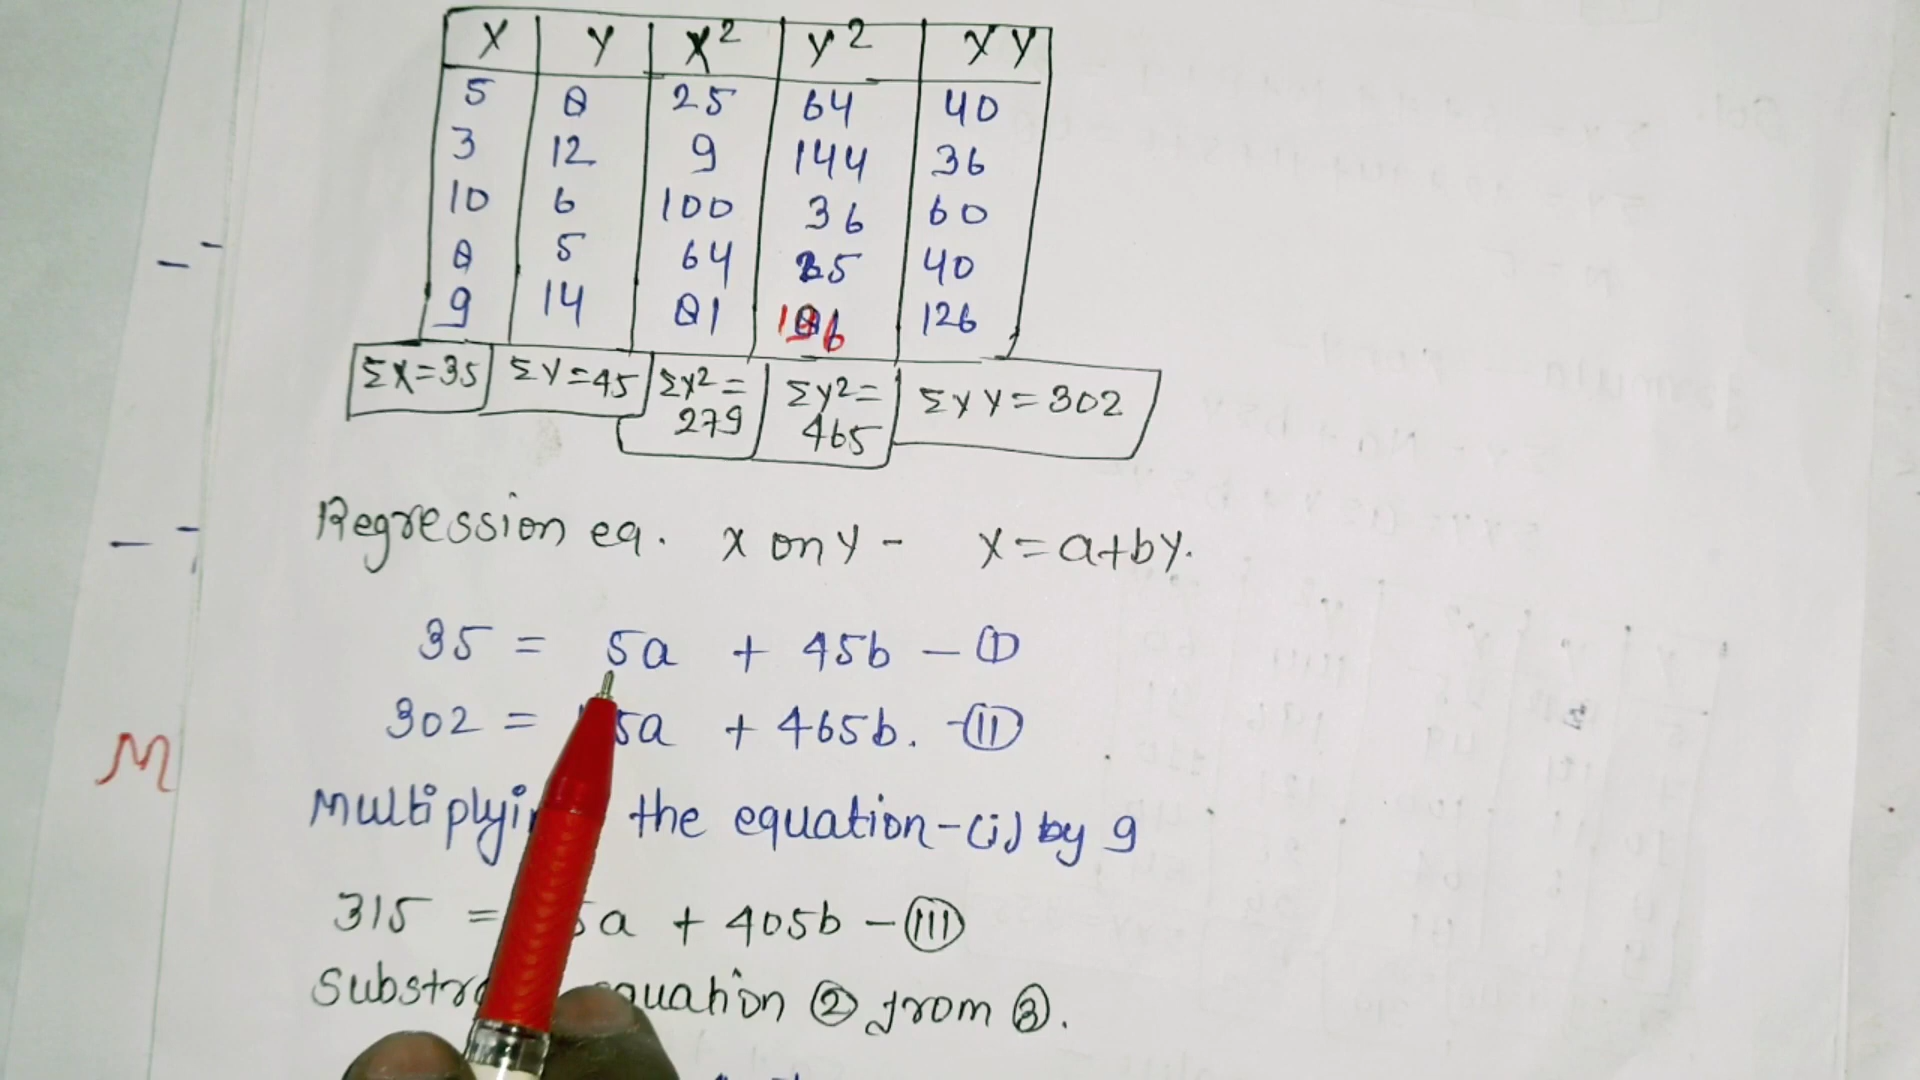 X Y X² Y² XY
5 8 25 64 40
3 12 9 144 36
10 6 100 36 60
8 5 64 25 40
9 14 81 196 126
ΣX=35 ΣY=45 ΣX²=279 ΣY²=465 ΣXY=302
Regression eq. X on Y - X=a+by.
35 = 5a + 45b - (I)
302 = 5a + 465b. - (II)
the equation-(i) by 9
315 = a + 405b - (III)
② from ③.
M